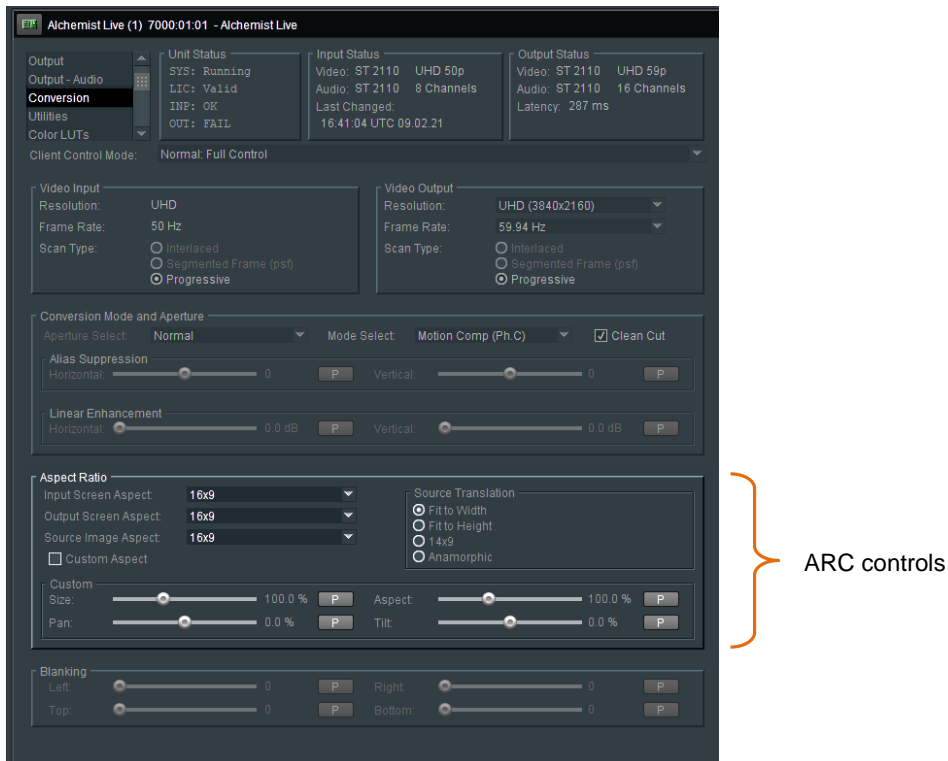 Alchemist Live (1) 7000:01:01 - Alchemist Live
Output
Output - Audio
Conversion
Utilities
Color LUTs
Unit Status
SYS: Running
LIC: Valid
INP: OK
OUT: FAIL
Input Status
Video: ST 2110 UHD 50p
Audio: ST 2110 8 Channels
Last Changed:
16:41:04 UTC 09.02.21
Output Status
Video: ST 2110 UHD 59p
Audio: ST 2110 16 Channels
Latency: 287 ms
Client Control Mode: Normal: Full Control
Video Input
Resolution: UHD
Frame Rate: 50 Hz
Scan Type: Interlaced
Segmented Frame (psf)
Progressive
Video Output
Resolution: UHD (3840x2160)
Frame Rate: 59.94 Hz
Scan Type: Interlaced
Segmented Frame (psf)
Progressive
Conversion Mode and Aperture
Aperture Select: Normal Mode Select: Motion Comp (Ph.C) Clean Cut
Alias Suppression
Horizontal: 0 P Vertical: 0 P
Linear Enhancement
Horizontal: 0.0 dB P Vertical: 0.0 dB P
Aspect Ratio
Input Screen Aspect: 16x9
Output Screen Aspect: 16x9
Source Image Aspect: 16x9
Custom Aspect
Source Translation
Fit to Width
Fit to Height
14x9
Anamorphic
Custom
Size: 100.0 % P Aspect: 100.0 % P
Pan: 0.0 % P Tilt: 0.0 % P
ARC controls
Blanking
Left: 0 P Right: 0 P
Top: 0 P Bottom: 0 P